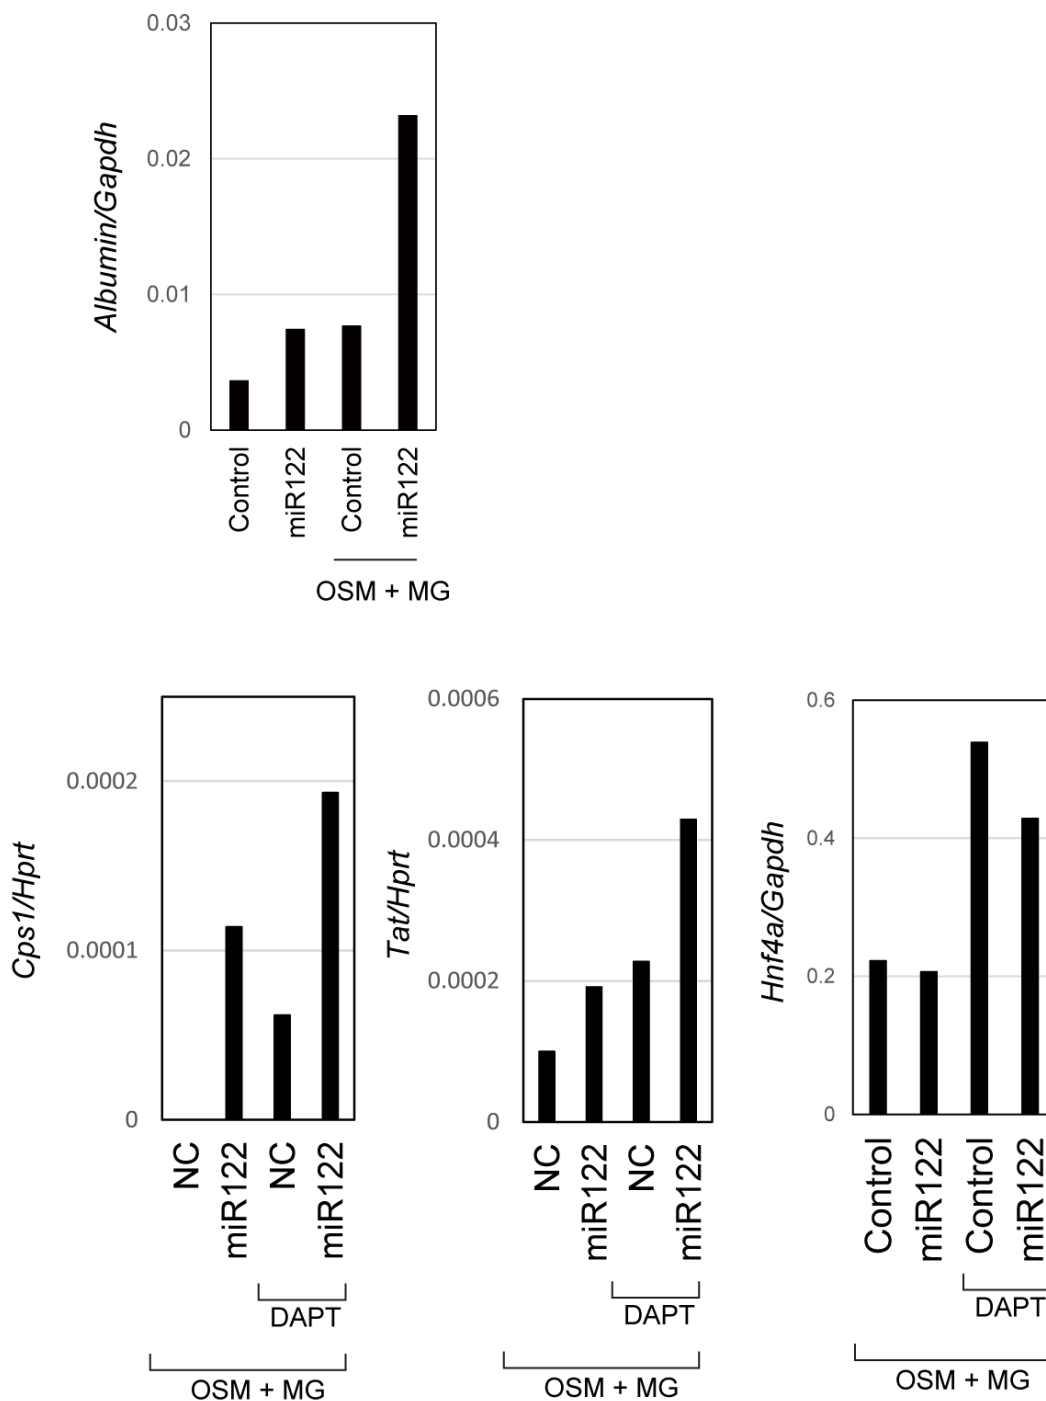 Albumin/Gapdh
0.03
0.02
0.01
0
Control
miR122
Control
miR122
OSM + MG
Cps1/Hprt
0.0002
0.0001
0
NC
miR122
NC
miR122
DAPT
OSM + MG
Tat/Hprt
0.0006
0.0004
0.0002
0
NC
miR122
NC
miR122
DAPT
OSM + MG
Hnf4a/Gapdh
0.6
0.4
0.2
0
Control
miR122
Control
miR122
DAPT
OSM + MG